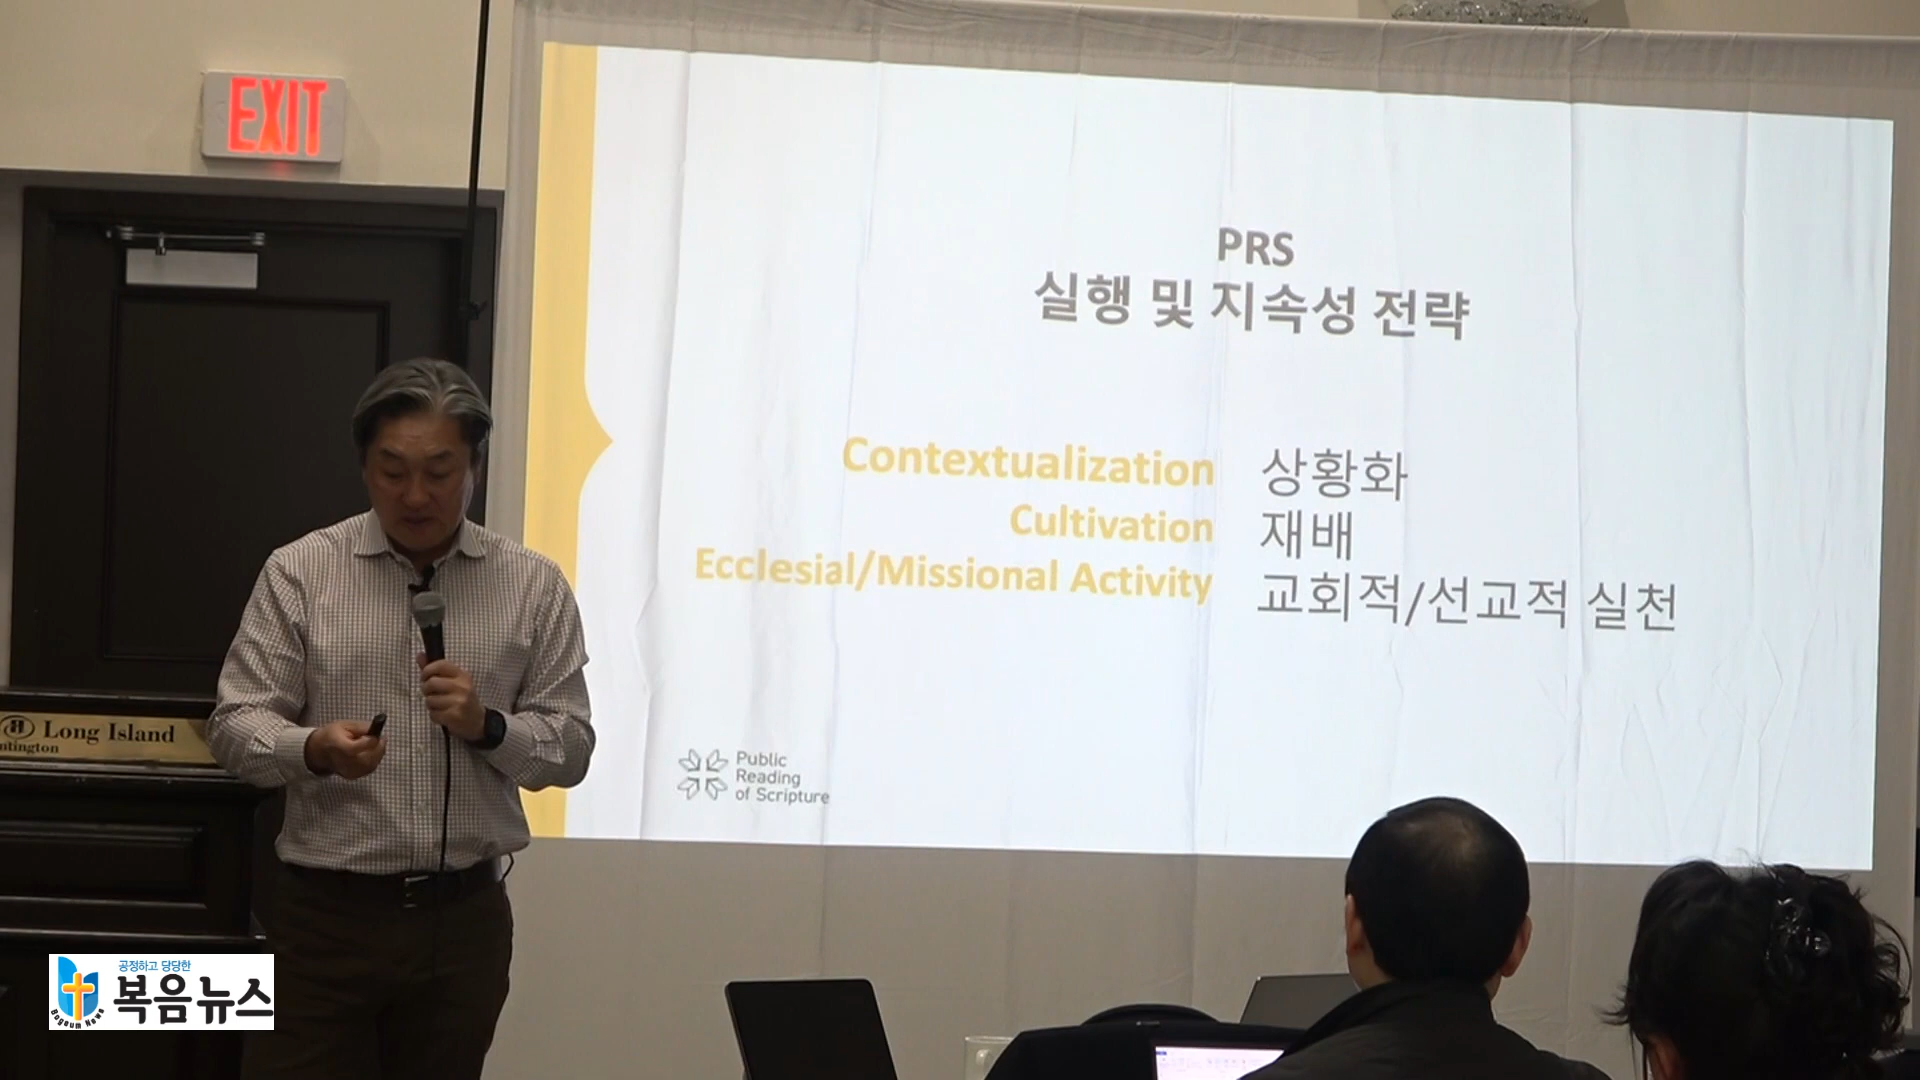 EXIT
PRS
실행 및 지속성 전략
Contextualization 상황화
Cultivation 재배
Ecclesial/Missional Activity 교회적/선교적 실천
Public
Reading
of Scripture
Long Island
공정하고 당당한
복음뉴스
Bogeum News